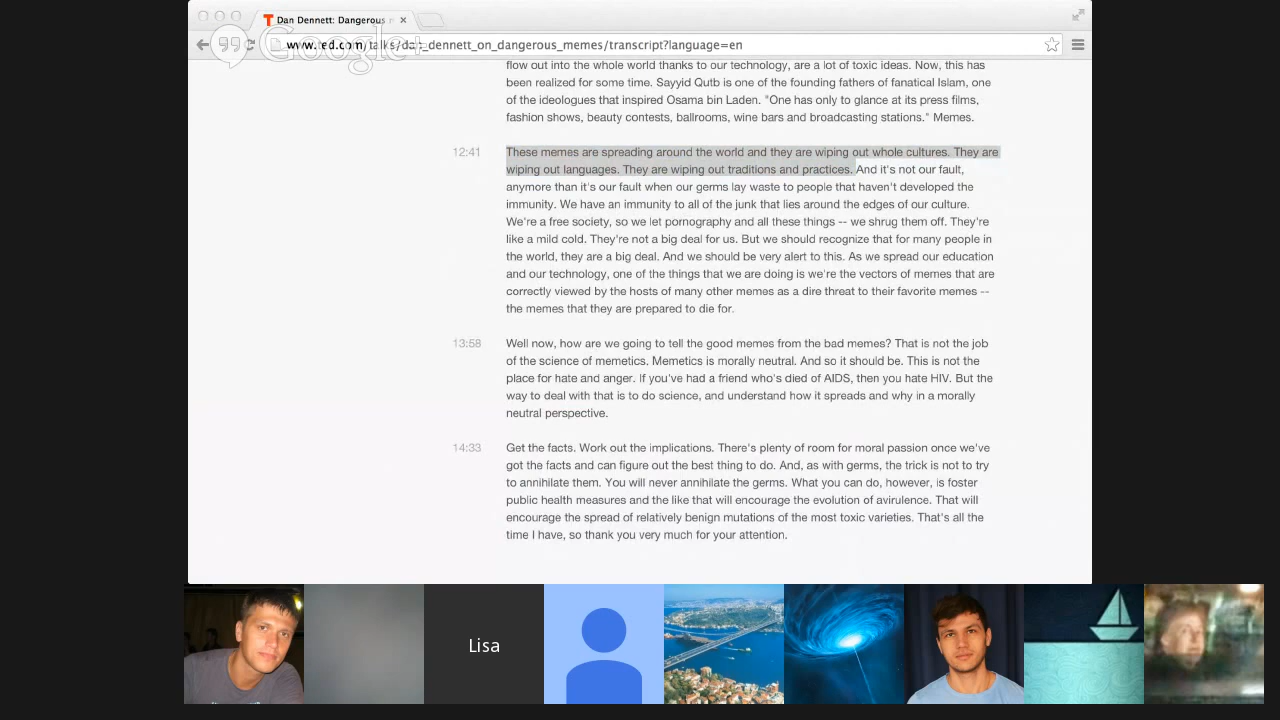 Dan Dennett: Dangerous m
Google+
www.ted.com/talks/dan_dennett_on_dangerous_memes/transcript?language=en
flow out into the whole world thanks to our technology, are a lot of toxic ideas. Now, this has
been realized for some time. Sayyid Qutb is one of the founding fathers of fanatical Islam, one
of the ideologues that inspired Osama bin Laden. "One has only to glance at its press films,
fashion shows, beauty contests, ballrooms, wine bars and broadcasting stations." Memes.
12:41 These memes are spreading around the world and they are wiping out whole cultures. They are
wiping out languages. They are wiping out traditions and practices. And it's not our fault,
anymore than it's our fault when our germs lay waste to people that haven't developed the
immunity. We have an immunity to all of the junk that lies around the edges of our culture.
We're a free society, so we let pornography and all these things -- we shrug them off. They're
like a mild cold. They're not a big deal for us. But we should recognize that for many people in
the world, they are a big deal. And we should be very alert to this. As we spread our education
and our technology, one of the things that we are doing is we're the vectors of memes that are
correctly viewed by the hosts of many other memes as a dire threat to their favorite memes --
the memes that they are prepared to die for.
13:58 Well now, how are we going to tell the good memes from the bad memes? That is not the job
of the science of memetics. Memetics is morally neutral. And so it should be. This is not the
place for hate and anger. If you've had a friend who's died of AIDS, then you hate HIV. But the
way to deal with that is to do science, and understand how it spreads and why in a morally
neutral perspective.
14:33 Get the facts. Work out the implications. There's plenty of room for moral passion once we've
got the facts and can figure out the best thing to do. And, as with germs, the trick is not to try
to annihilate them. You will never annihilate the germs. What you can do, however, is foster
public health measures and the like that will encourage the evolution of avirulence. That will
encourage the spread of relatively benign mutations of the most toxic varieties. That's all the
time I have, so thank you very much for your attention.
Lisa